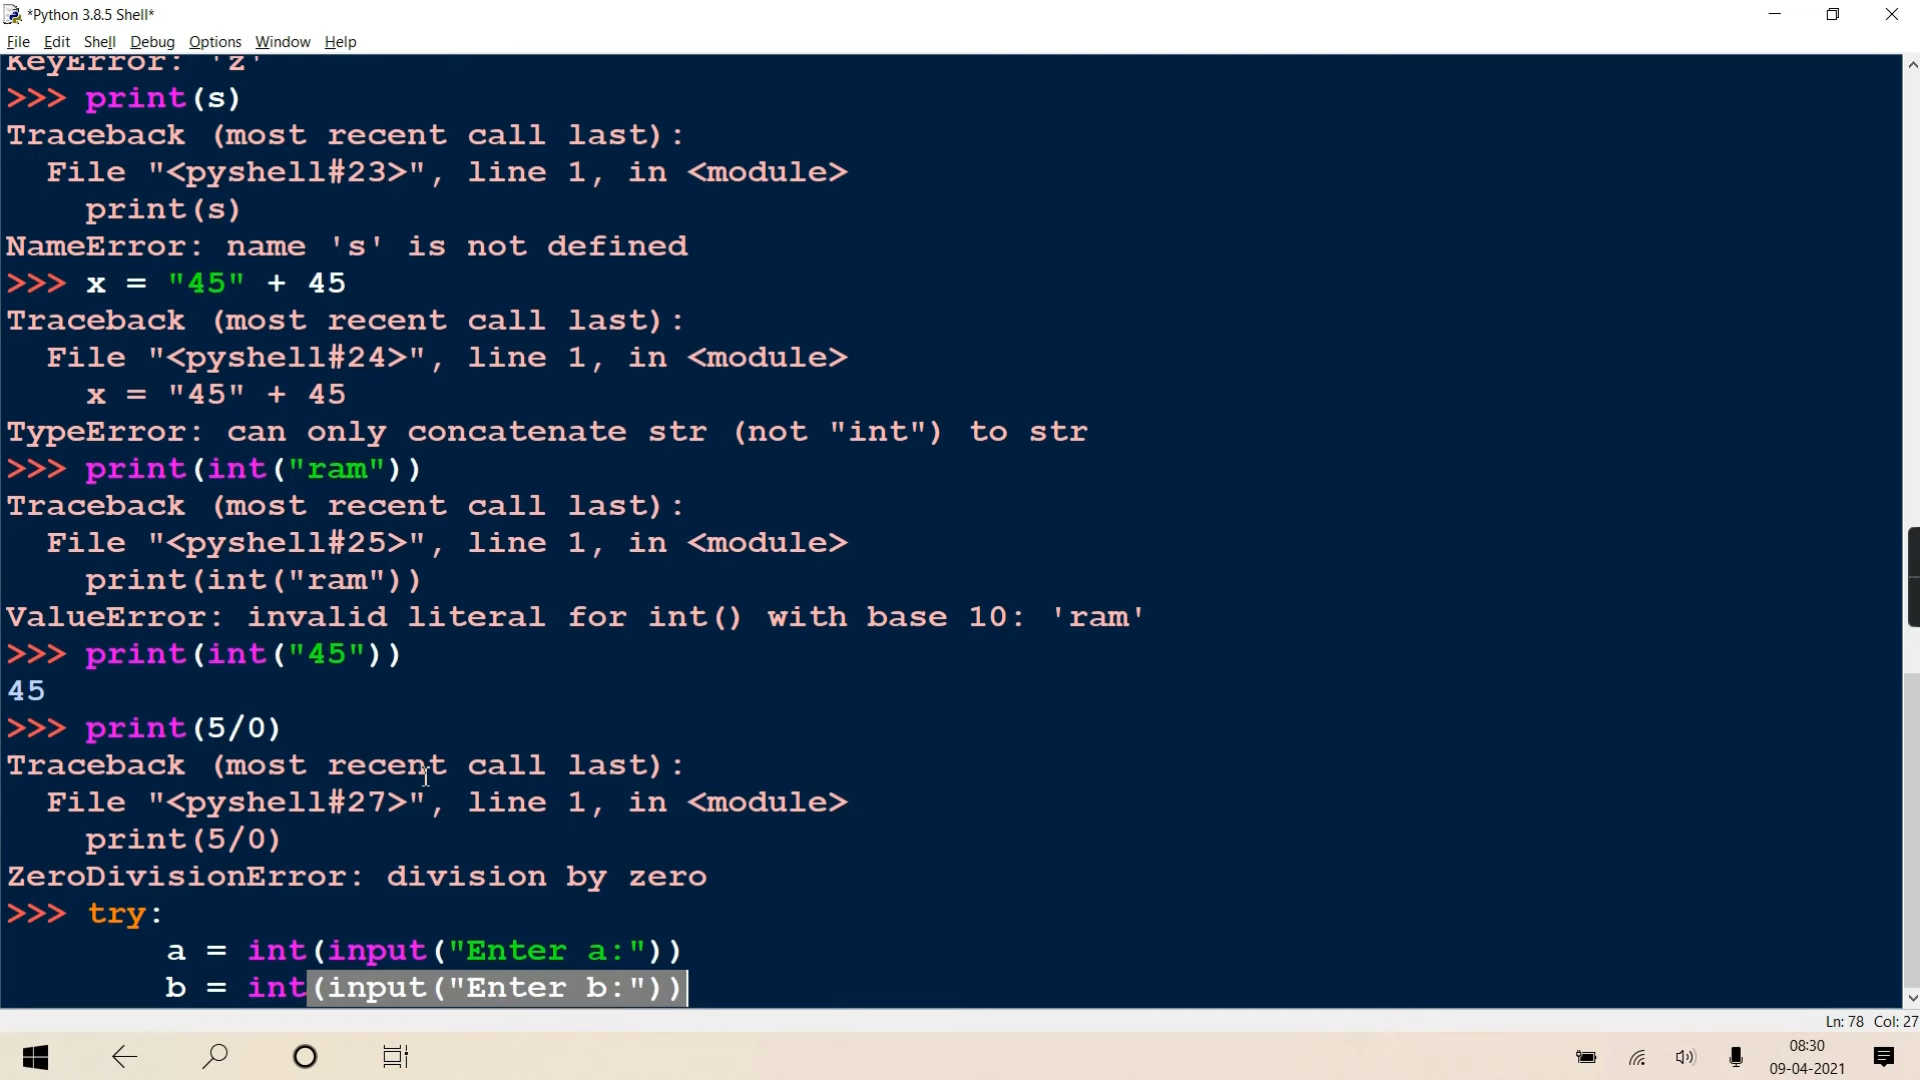 *Python 3.8.5 Shell*
File Edit Shell Debug Options Window Help
KeyError: 'z'
>>> print(s)
Traceback (most recent call last):
  File "<pyshell#23>", line 1, in <module>
    print(s)
NameError: name 's' is not defined
>>> x = "45" + 45
Traceback (most recent call last):
  File "<pyshell#24>", line 1, in <module>
    x = "45" + 45
TypeError: can only concatenate str (not "int") to str
>>> print(int("ram"))
Traceback (most recent call last):
  File "<pyshell#25>", line 1, in <module>
    print(int("ram"))
ValueError: invalid literal for int() with base 10: 'ram'
>>> print(int("45"))
45
>>> print(5/0)
Traceback (most recent call last):
  File "<pyshell#27>", line 1, in <module>
    print(5/0)
ZeroDivisionError: division by zero
>>> try:
        a = int(input("Enter a:"))
        b = int(input("Enter b:"))
Ln: 78 Col: 27
08:30
09-04-2021